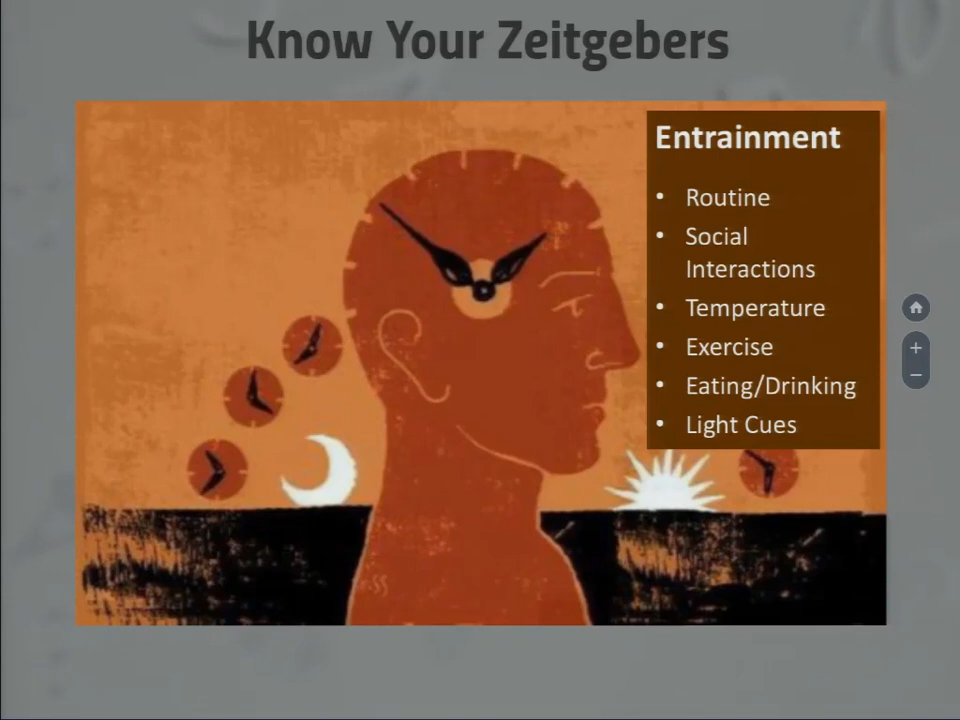 Know Your Zeitgebers
Entrainment
• Routine
• Social
Interactions
• Temperature
• Exercise
• Eating/Drinking
• Light Cues
+
−